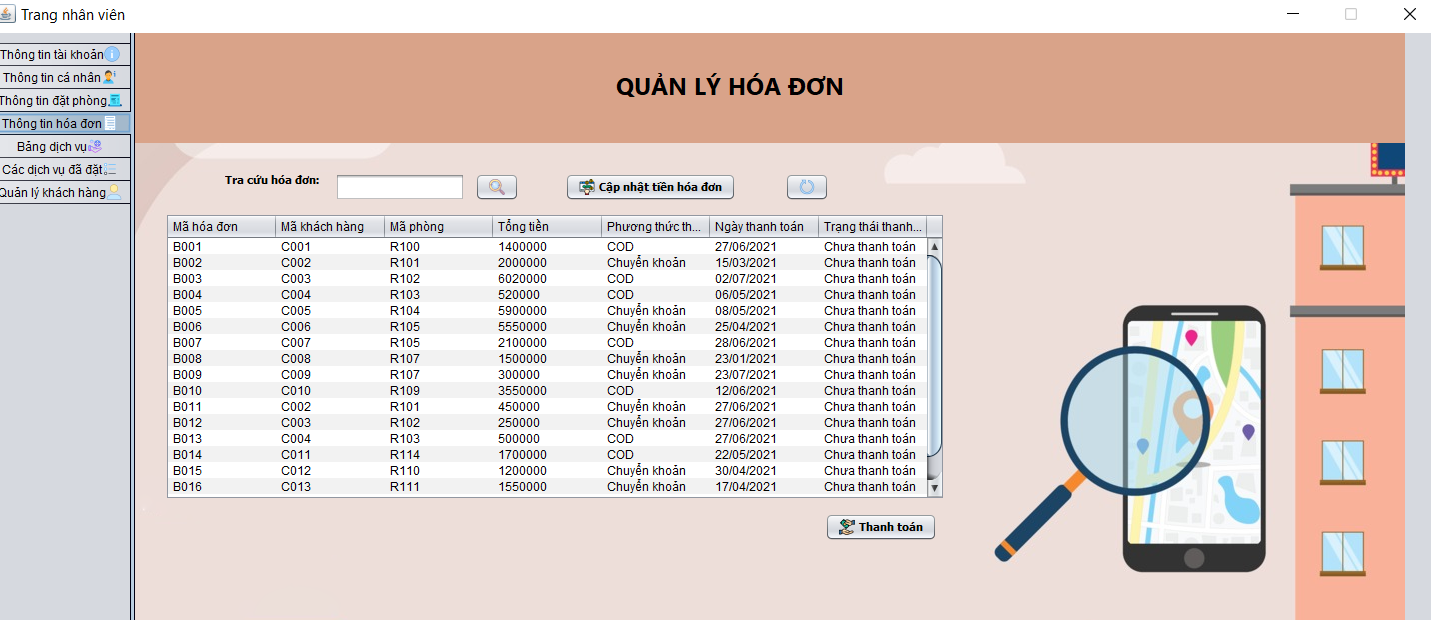 Trang nhân viên
Thông tin tài khoản
Thông tin cá nhân
Thông tin đặt phòng
Thông tin hóa đơn
Bảng dịch vụ
Các dịch vụ đã đặt
Quản lý khách hàng
QUẢN LÝ HÓA ĐƠN
Tra cứu hóa đơn:
Cập nhật tiền hóa đơn
Mã hóa đơn Mã khách hàng Mã phòng Tổng tiền Phương thức th... Ngày thanh toán Trạng thái thanh...
B001 C001 R100 1400000 COD 27/06/2021 Chưa thanh toán
B002 C002 R101 2000000 Chuyển khoản 15/03/2021 Chưa thanh toán
B003 C003 R102 6020000 COD 02/07/2021 Chưa thanh toán
B004 C004 R103 520000 COD 06/05/2021 Chưa thanh toán
B005 C005 R104 5900000 Chuyển khoản 08/05/2021 Chưa thanh toán
B006 C006 R105 5550000 Chuyển khoản 25/04/2021 Chưa thanh toán
B007 C007 R105 2100000 COD 28/06/2021 Chưa thanh toán
B008 C008 R107 1500000 Chuyển khoản 23/01/2021 Chưa thanh toán
B009 C009 R107 300000 Chuyển khoản 23/07/2021 Chưa thanh toán
B010 C010 R109 3550000 COD 12/06/2021 Chưa thanh toán
B011 C002 R101 450000 Chuyển khoản 27/06/2021 Chưa thanh toán
B012 C003 R102 250000 Chuyển khoản 27/06/2021 Chưa thanh toán
B013 C004 R103 500000 COD 27/06/2021 Chưa thanh toán
B014 C011 R114 1700000 COD 22/05/2021 Chưa thanh toán
B015 C012 R110 1200000 Chuyển khoản 30/04/2021 Chưa thanh toán
B016 C013 R111 1550000 Chuyển khoản 17/04/2021 Chưa thanh toán
Thanh toán